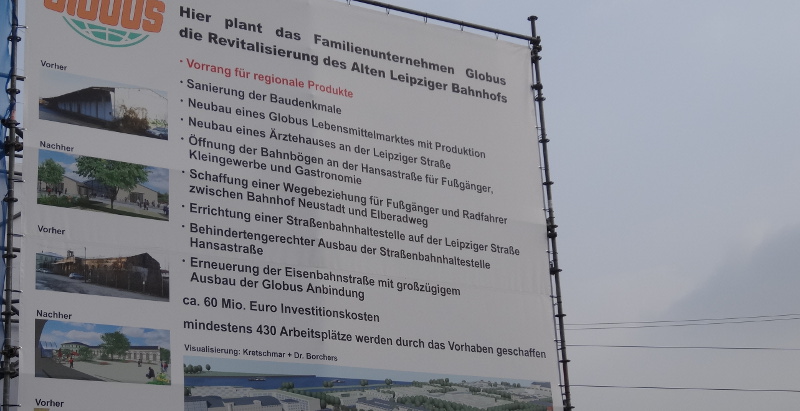 GLOBUS
Hier plant das Familienunternehmen Globus
die Revitalisierung des Alten Leipziger Bahnhofs
· Vorrang für regionale Produkte
· Sanierung der Baudenkmale
· Neubau eines Globus Lebensmittelmarktes mit Produktion
· Neubau eines Ärztehauses an der Leipziger Straße
· Öffnung der Bahnbögen an der Hansastraße für Fußgänger,
Kleingewerbe und Gastronomie
· Schaffung einer Wegebeziehung für Fußgänger und Radfahrer
zwischen Bahnhof Neustadt und Elberadweg
· Errichtung einer Straßenbahnhaltestelle auf der Leipziger Straße
· Behindertengerechter Ausbau der Straßenbahnhaltestelle
Hansastraße
· Erneuerung der Eisenbahnstraße mit großzügigem
Ausbau der Globus Anbindung
ca. 60 Mio. Euro Investitionskosten
mindestens 430 Arbeitsplätze werden durch das Vorhaben geschaffen
Visualisierung: Kretschmar + Dr. Borchers
Vorher
Nachher
Vorher
Nachher
Vorher